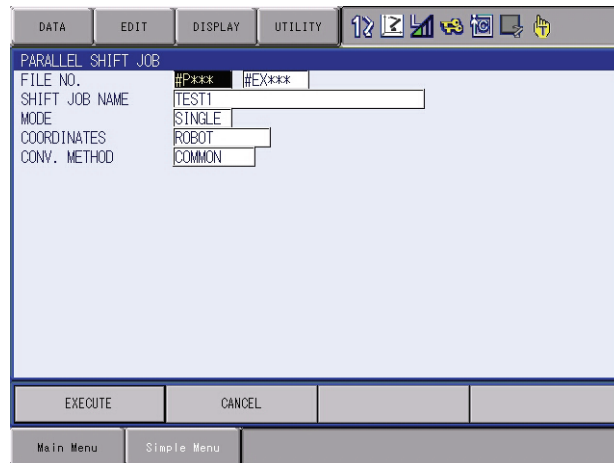 DATA EDIT DISPLAY UTILITY
PARALLEL SHIFT JOB
FILE NO. #P*** #EX***
SHIFT JOB NAME TEST1
MODE SINGLE
COORDINATES ROBOT
CONV. METHOD COMMON
EXECUTE CANCEL
Main Menu Simple Menu